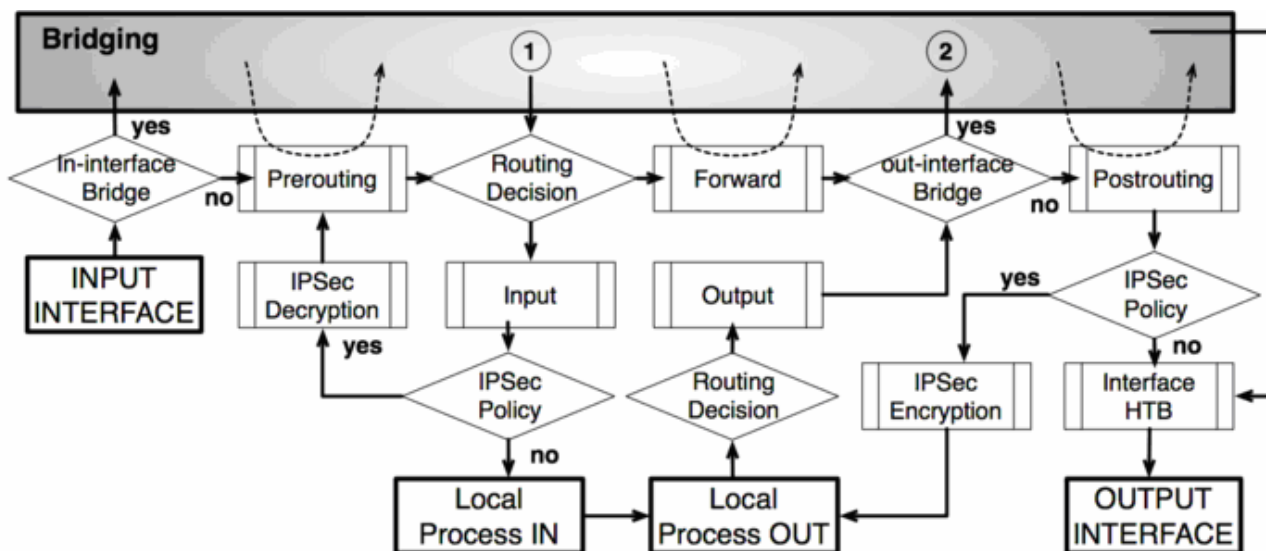 Bridging
1
2
yes
yes
In-interface
Bridge
no
Prerouting
Routing
Decision
Forward
out-interface
Bridge
no
Postrouting
INPUT
INTERFACE
IPSec
Decryption
Input
Output
yes
IPSec
Policy
yes
no
IPSec
Policy
Routing
Decision
IPSec
Encryption
Interface
HTB
no
Local
Process IN
Local
Process OUT
OUTPUT
INTERFACE